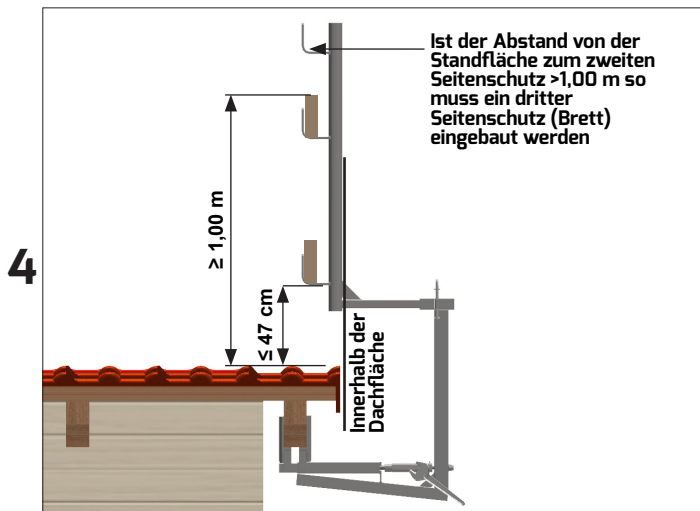 Ist der Abstand von der
Standfläche zum zweiten
Seitenschutz >1,00 m so
muss ein dritter
Seitenschutz (Brett)
eingebaut werden
≥ 1,00 m
4
≤ 47 cm
Innerhalb der
Dachfläche